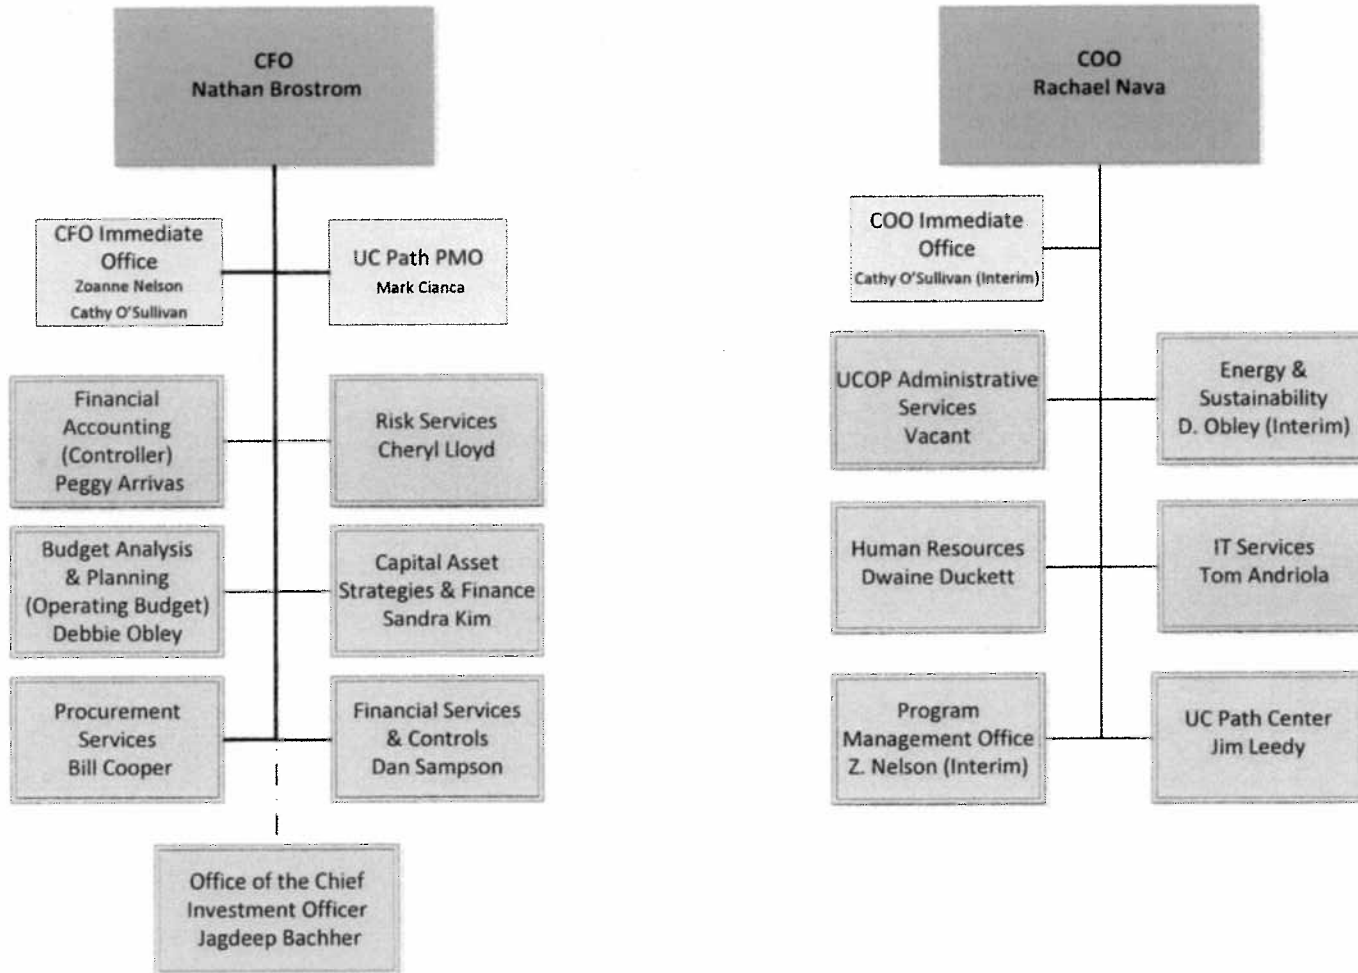 CFO
Nathan Brostrom
CFO Immediate
Office
Zoanne Nelson
Cathy O'Sullivan
UC Path PMO
Mark Cianca
Financial
Accounting
(Controller)
Peggy Arrivas
Risk Services
Cheryl Lloyd
Budget Analysis
& Planning
(Operating Budget)
Debbie Obley
Capital Asset
Strategies & Finance
Sandra Kim
Procurement
Services
Bill Cooper
Financial Services
& Controls
Dan Sampson
Office of the Chief
Investment Officer
Jagdeep Bachher
COO
Rachael Nava
COO Immediate
Office
Cathy O'Sullivan (Interim)
UCOP Administrative
Services
Vacant
Energy &
Sustainability
D. Obley (Interim)
Human Resources
Dwaine Duckett
IT Services
Tom Andriola
Program
Management Office
Z. Nelson (Interim)
UC Path Center
Jim Leedy